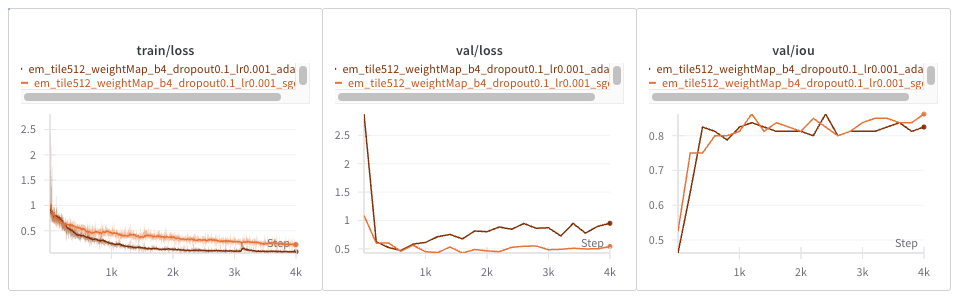 train/loss
em_tile512_weightMap_b4_dropout0.1_lr0.001_ada
em_tile512_weightMap_b4_dropout0.1_lr0.001_sg
2.5
2
1.5
1
0.5
Step
1k
2k
3k
4k
val/loss
em_tile512_weightMap_b4_dropout0.1_lr0.001_ada
em_tile512_weightMap_b4_dropout0.1_lr0.001_sg
2.5
2
1.5
1
0.5
Step
1k
2k
3k
4k
val/iou
em_tile512_weightMap_b4_dropout0.1_lr0.001_ada
em_tile512_weightMap_b4_dropout0.1_lr0.001_sg
0.8
0.7
0.6
0.5
Step
1k
2k
3k
4k